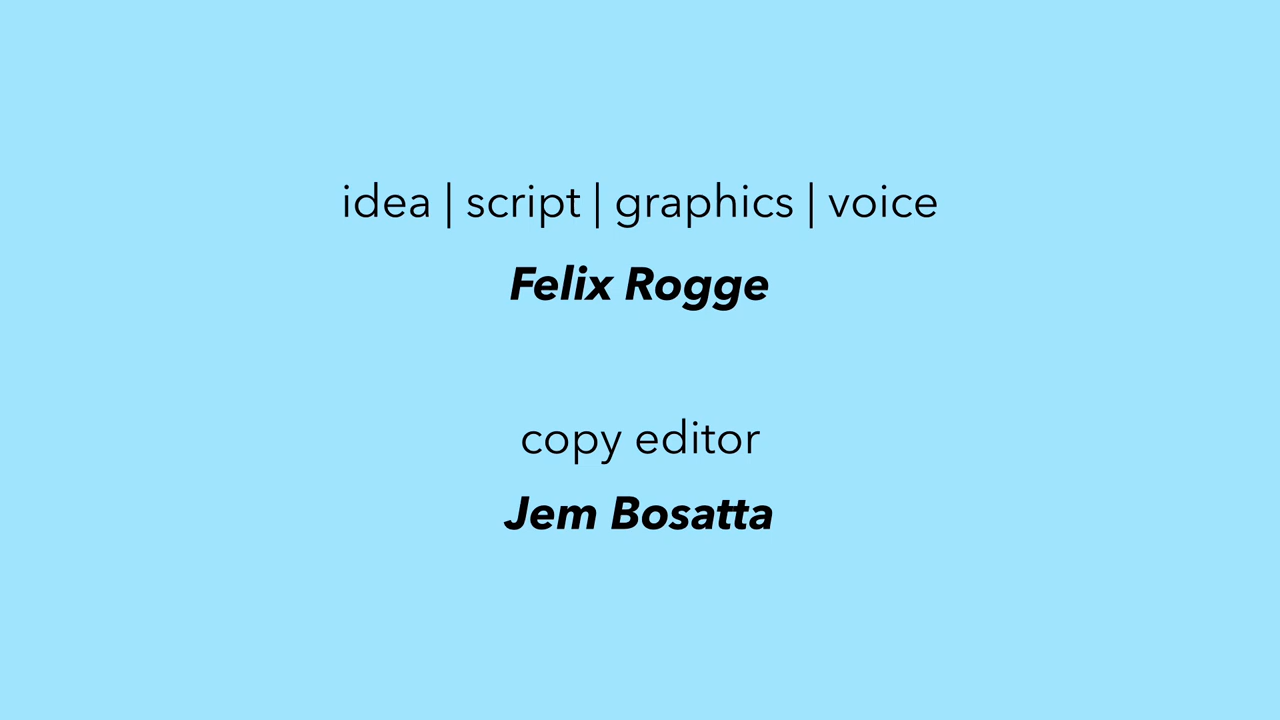 idea | script | graphics | voice
Felix Rogge
copy editor
Jem Bosatta